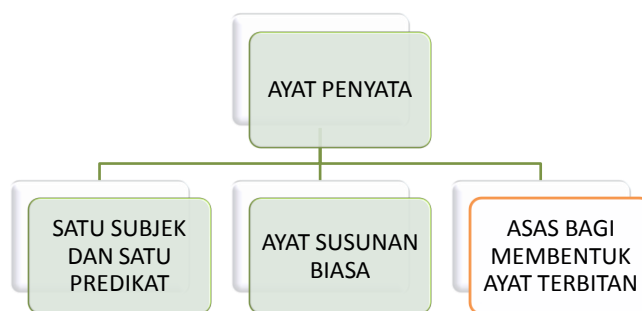 AYAT PENYATA
SATU SUBJEK
DAN SATU
PREDIKAT
AYAT SUSUNAN
BIASA
ASAS BAGI
MEMBENTUK
AYAT TERBITAN